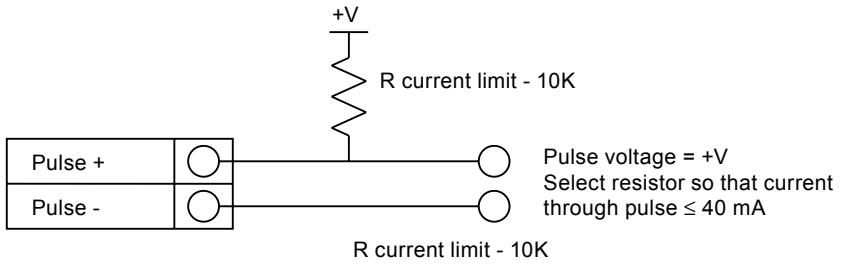 +V
R current limit - 10K
Pulse +
Pulse -
Pulse voltage = +V
Select resistor so that current
through pulse ≤ 40 mA
R current limit - 10K